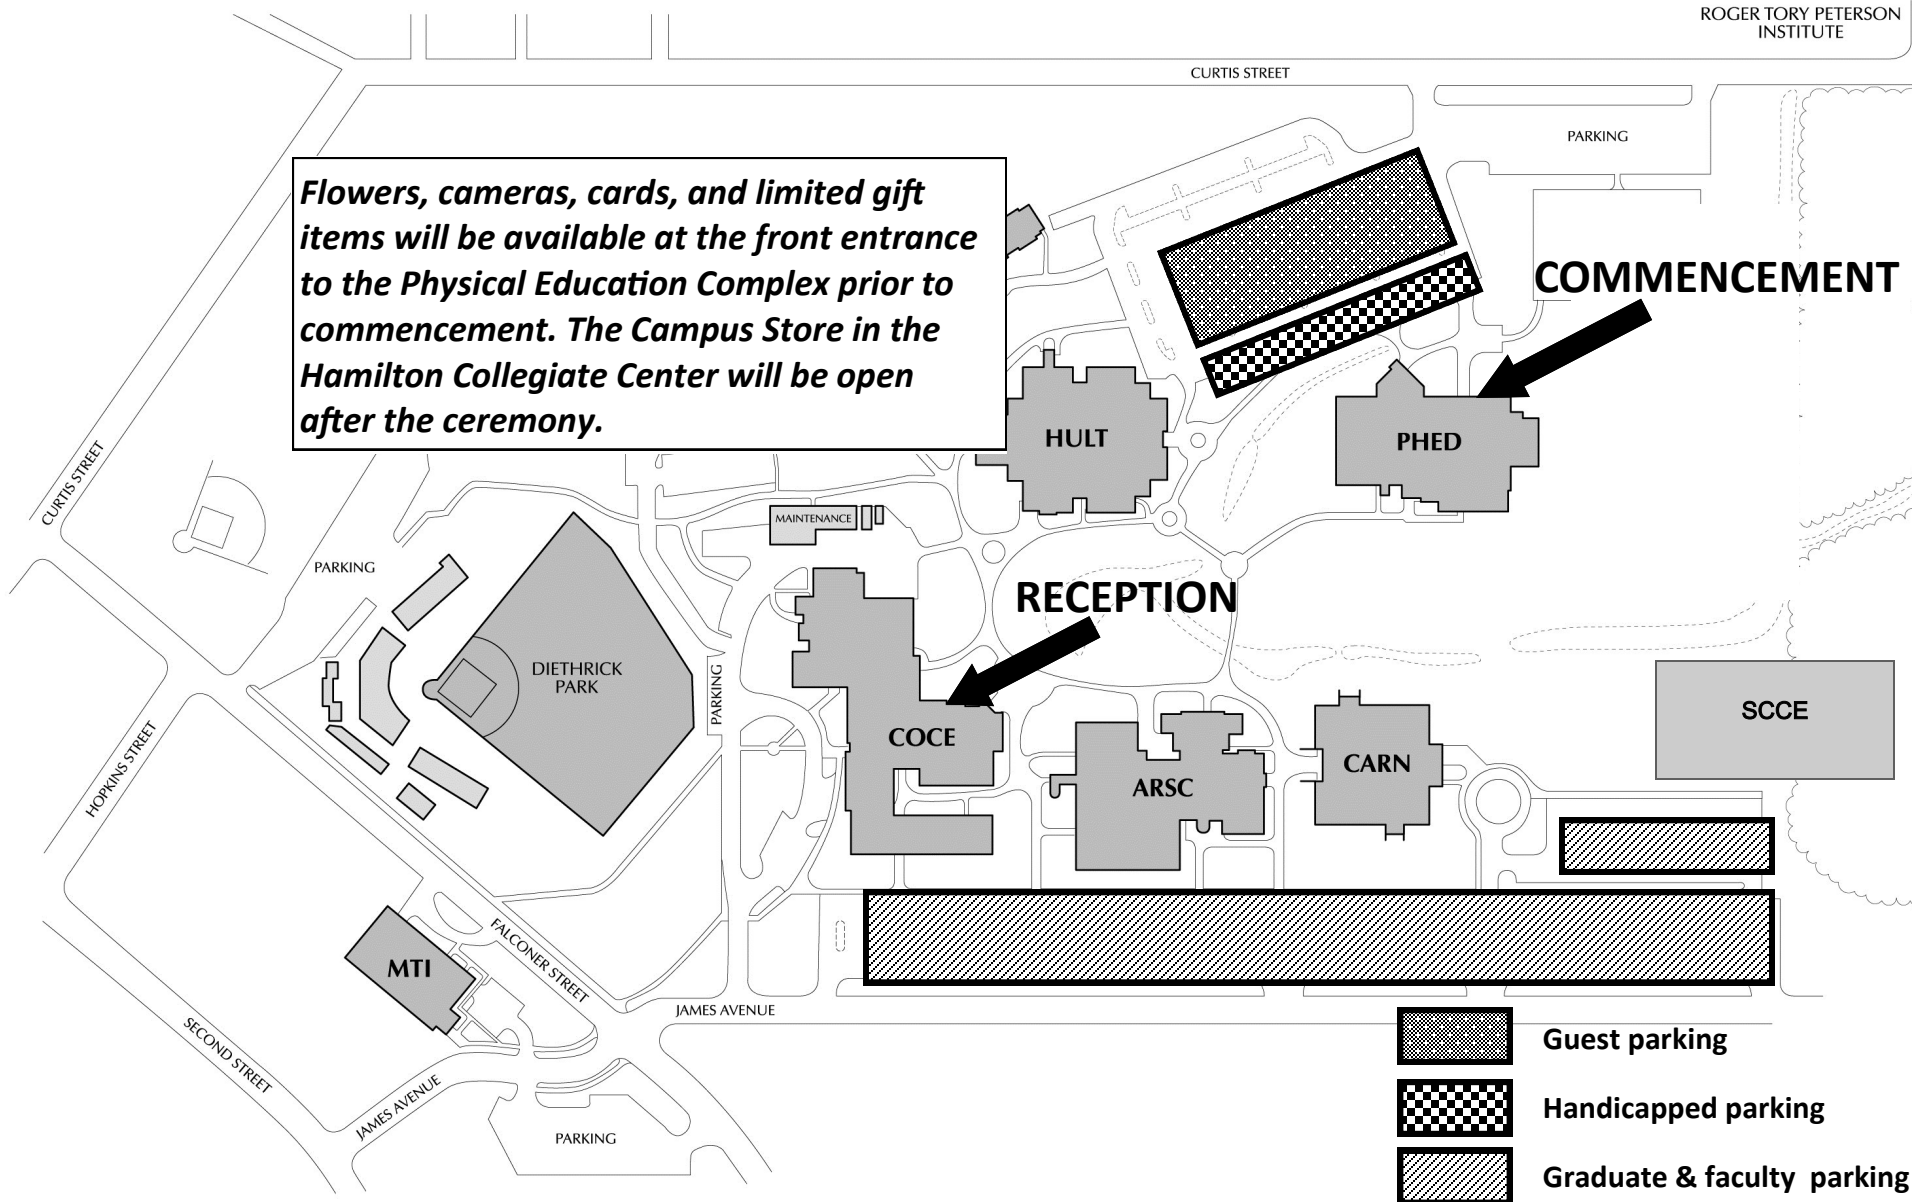 ROGER TORY PETERSON
INSTITUTE
CURTIS STREET
PARKING
Flowers, cameras, cards, and limited gift
items will be available at the front entrance
to the Physical Education Complex prior to
commencement. The Campus Store in the
Hamilton Collegiate Center will be open
after the ceremony.
COMMENCEMENT
HULT
PHED
CURTIS STREET
MAINTENANCE
PARKING
RECEPTION
DIETHRICK
PARK
PARKING
SCCE
COCE
CARN
ARSC
HOPKINS STREET
FALCONER STREET
MTI
JAMES AVENUE
SECOND STREET
JAMES AVENUE
PARKING
Guest parking
Handicapped parking
Graduate & faculty parking